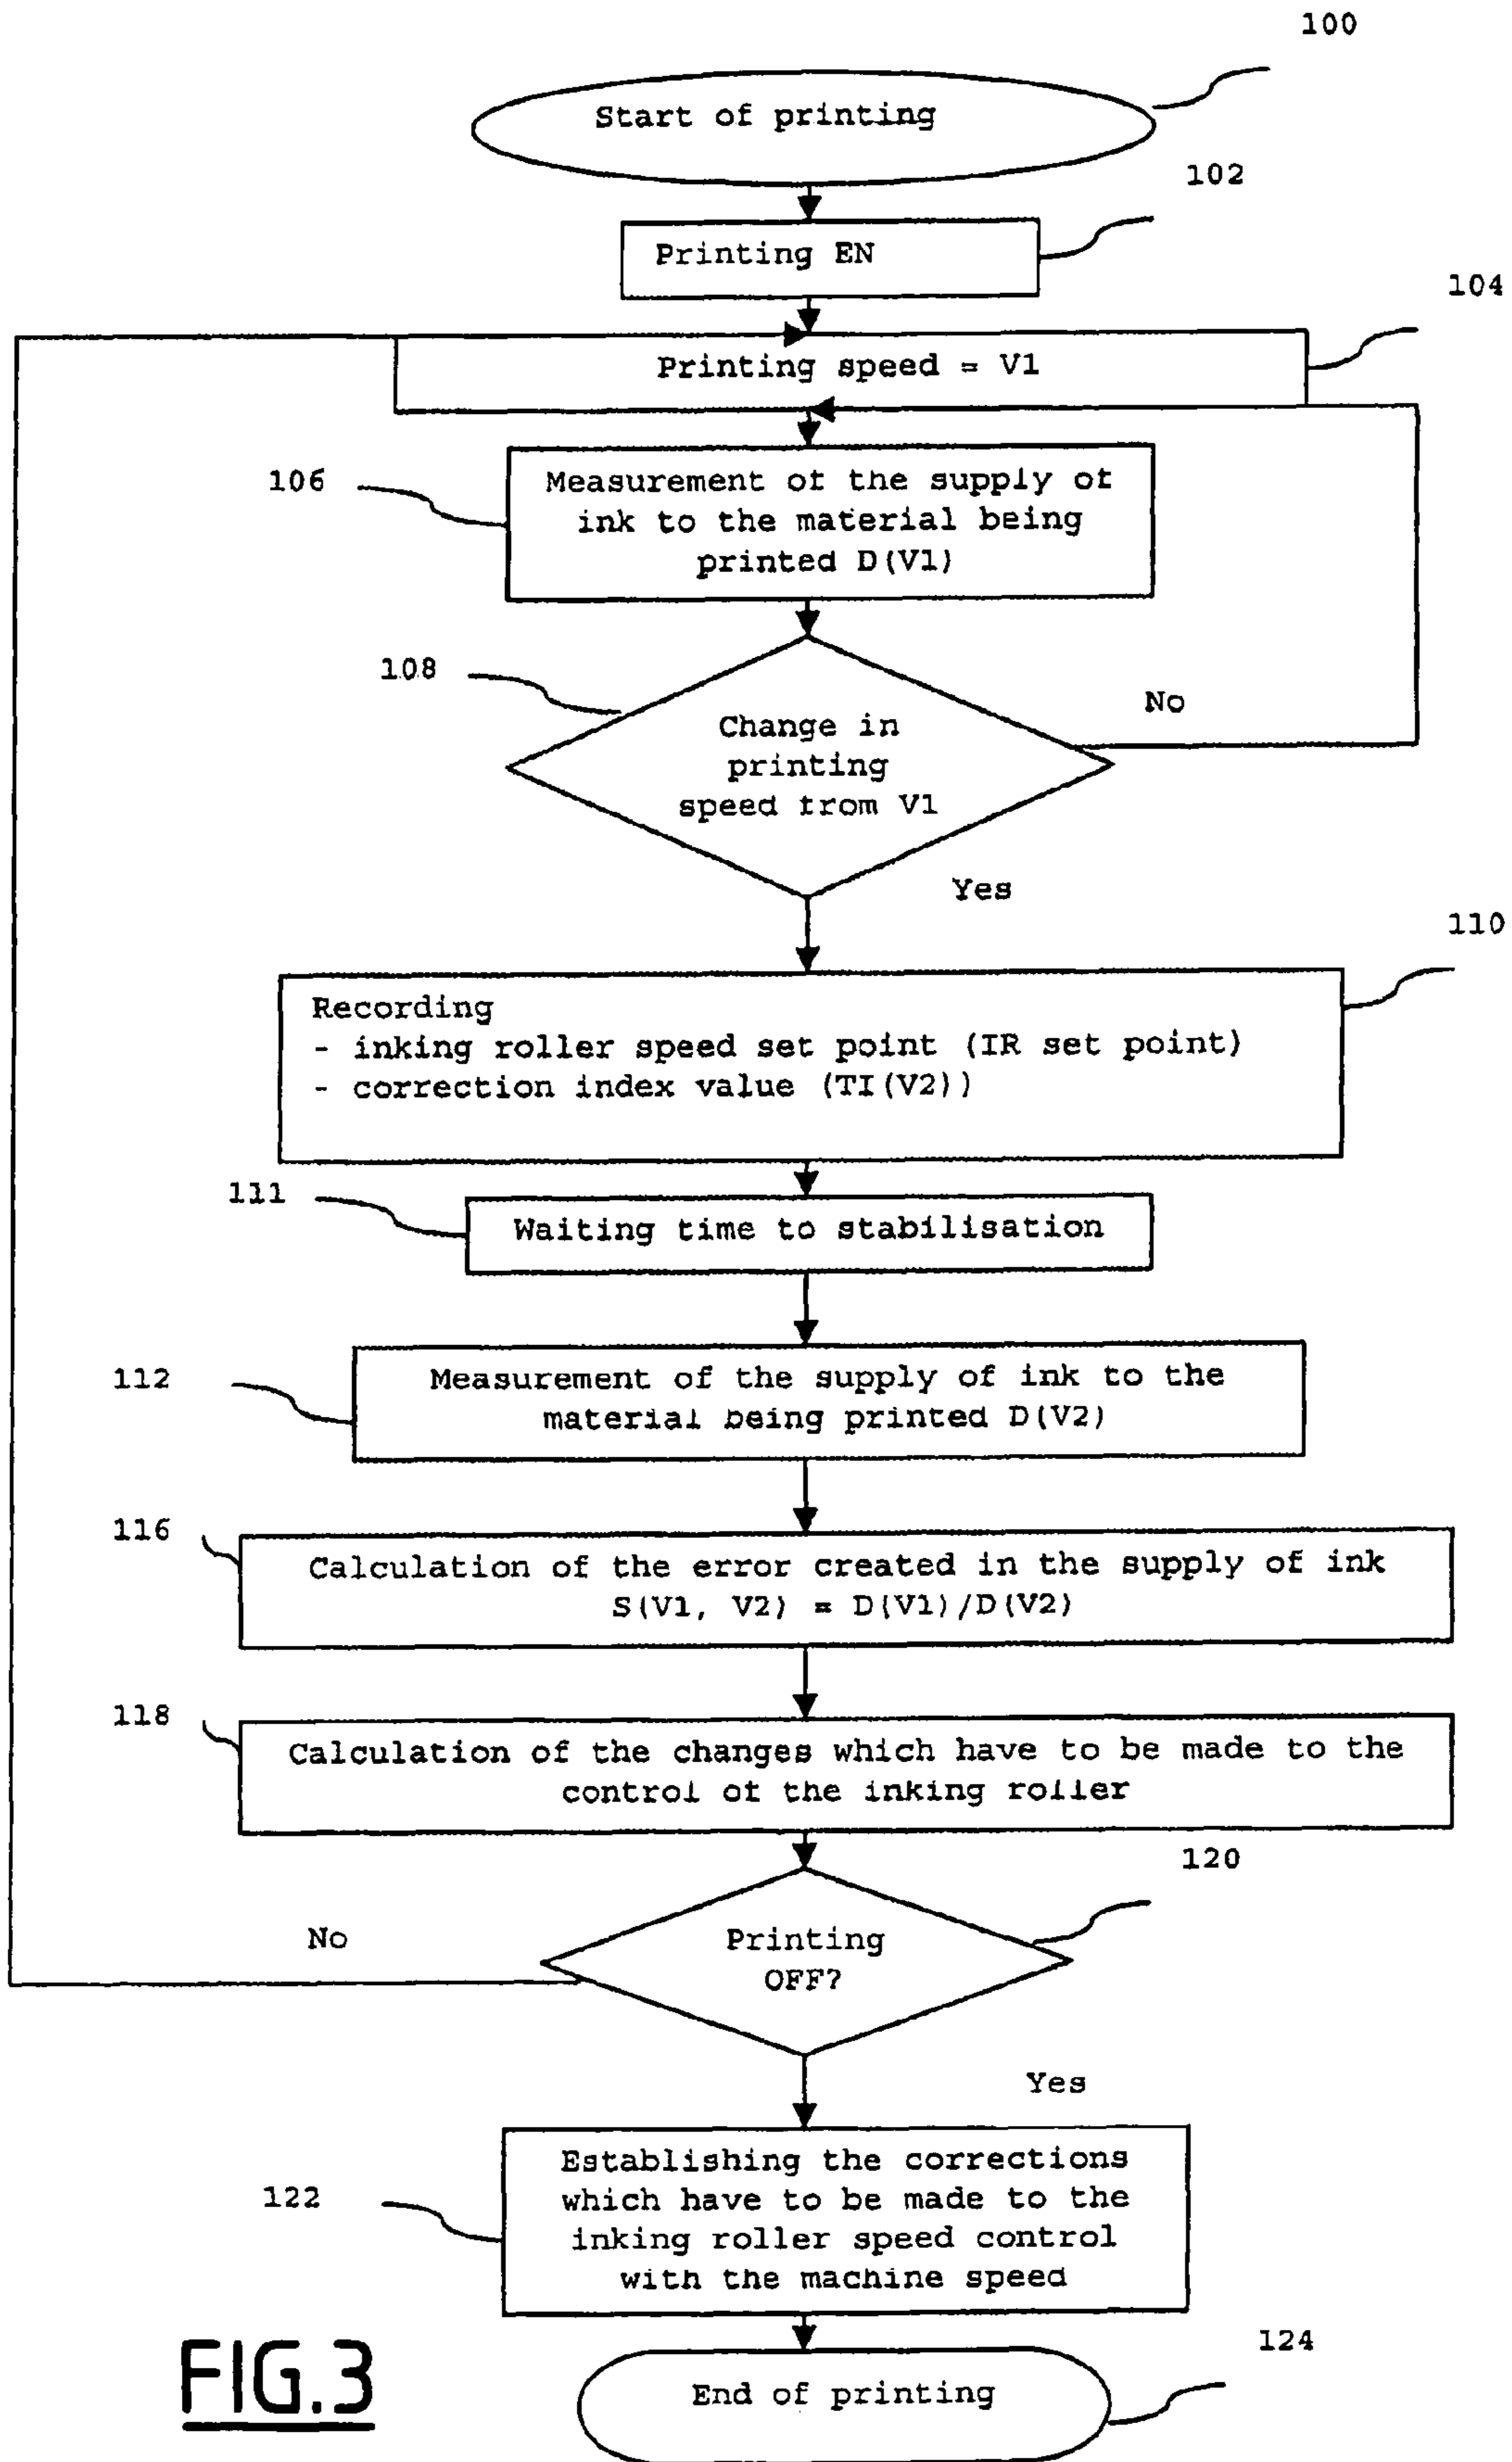 100
Start of printing
102
Printing EN
104
Printing speed = V1
106
Measurement of the supply of
ink to the material being
printed D(V1)
108
Change in
printing
speed from V1
No
Yes
110
Recording
- inking roller speed set point (IR set point)
- correction index value (TI(V2))
111
Waiting time to stabilisation
112
Measurement of the supply of ink to the
material being printed D(V2)
116
Calculation of the error created in the supply of ink
S(V1, V2) = D(V1)/D(V2)
118
Calculation of the changes which have to be made to the
control of the inking roller
120
No
Printing
OFF?
Yes
122
Establishing the corrections
which have to be made to the
inking roller speed control
with the machine speed
124
End of printing
FIG.3